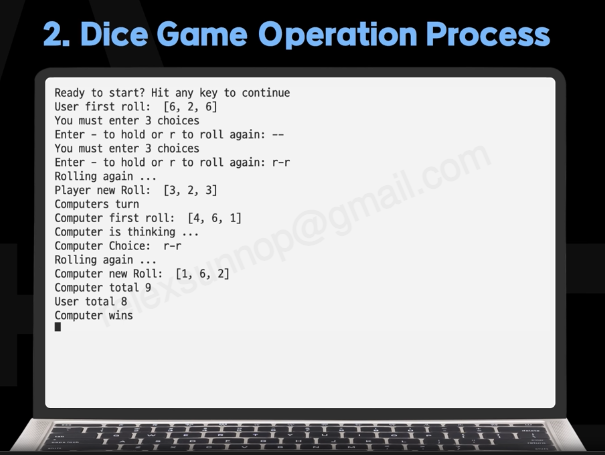 2. Dice Game Operation Process
Ready to start? Hit any key to continue
User first roll:  [6, 2, 6]
You must enter 3 choices
Enter - to hold or r to roll again: --
You must enter 3 choices
Enter - to hold or r to roll again: r-r
Rolling again ...
Player new Roll:  [3, 2, 3]
Computers turn
Computer first roll:  [4, 6, 1]
Computer is thinking ...
Computer Choice:  r-r
Rolling again ...
Computer new Roll:  [1, 6, 2]
Computer total 9
User total 8
Computer wins